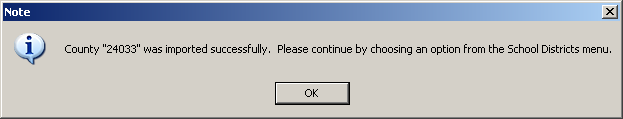 Note
County "24033" was imported successfully.  Please continue by choosing an option from the School Districts menu.
OK